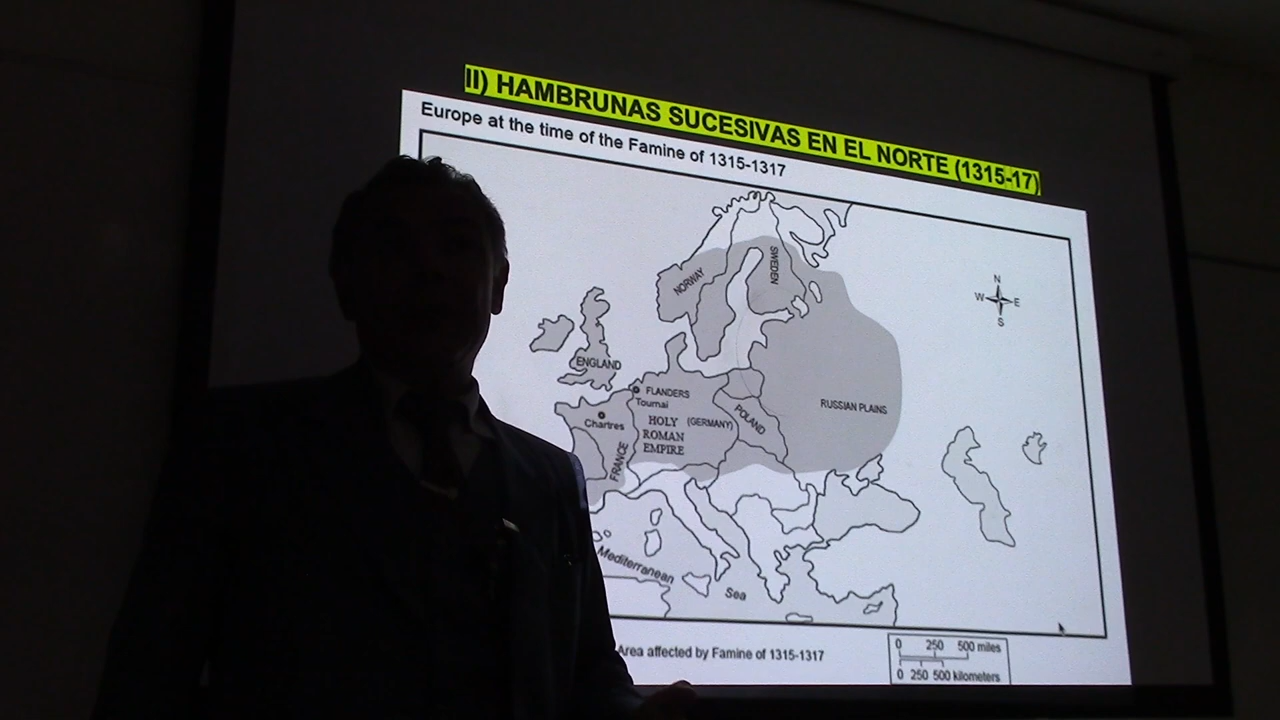 II) HAMBRUNAS SUCESIVAS EN EL NORTE (1315-17)
Europe at the time of the Famine of 1315-1317
NORWAY
SWEDEN
N
W
E
S
ENGLAND
FLANDERS
Tournai
RUSSIAN PLAINS
Chartres
HOLY
ROMAN
EMPIRE
(GERMANY)
POLAND
FRANCE
Mediterranean
Sea
Area affected by Famine of 1315-1317
0 250 500 miles
0 250 500 kilometers